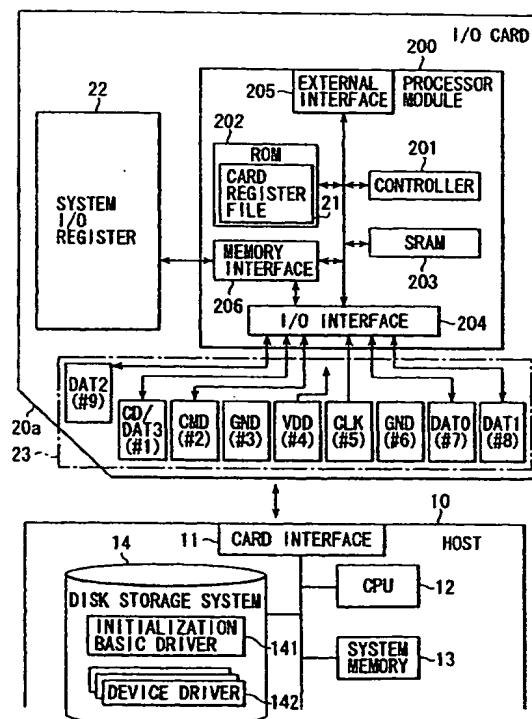 I/O CARD
200
EXTERNAL
INTERFACE
PROCESSOR
MODULE
205
22
202
ROM
CARD
REGISTER
FILE
21
201
CONTROLLER
SYSTEM
I/O
REGISTER
MEMORY
INTERFACE
206
SRAM
203
I/O INTERFACE
204
DAT2
(#9)
CD/
DAT3
(#1)
CMD
(#2)
GND
(#3)
VDD
(#4)
CLK
(#5)
GND
(#6)
DAT0
(#7)
DAT1
(#8)
20a
23
10
11
CARD INTERFACE
HOST
14
DISK STORAGE SYSTEM
CPU
12
INITIALIZATION
BASIC DRIVER
141
SYSTEM
MEMORY
13
DEVICE DRIVER
142